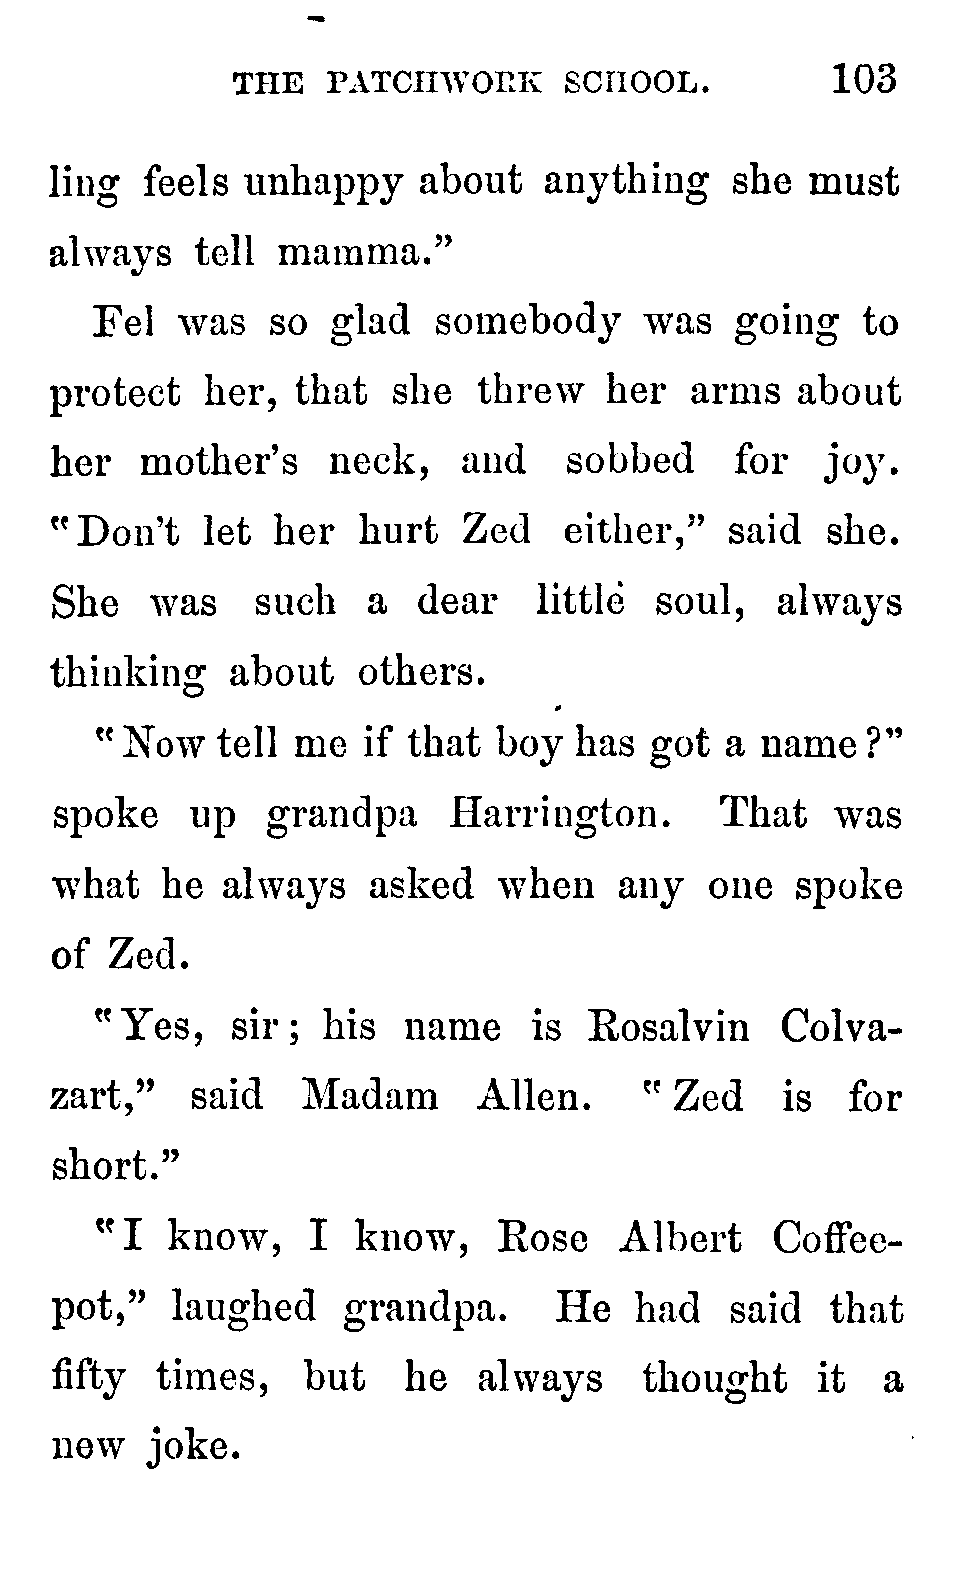 THE PATCHWORK SCHOOL. 103
ling feels unhappy about anything she must
always tell mamma.”
Fel was so glad somebody was going to
protect her, that she threw her arms about
her mother’s neck, and sobbed for joy.
“Don’t let her hurt Zed either,” said she.
She was such a dear little soul, always
thinking about others.
“Now tell me if that boy has got a name?”
spoke up grandpa Harrington. That was
what he always asked when any one spoke
of Zed.
“Yes, sir; his name is Rosalvin Colva-
zart,” said Madam Allen. “Zed is for
short.”
“I know, I know, Rose Albert Coffee-
pot,” laughed grandpa. He had said that
fifty times, but he always thought it a
new joke.